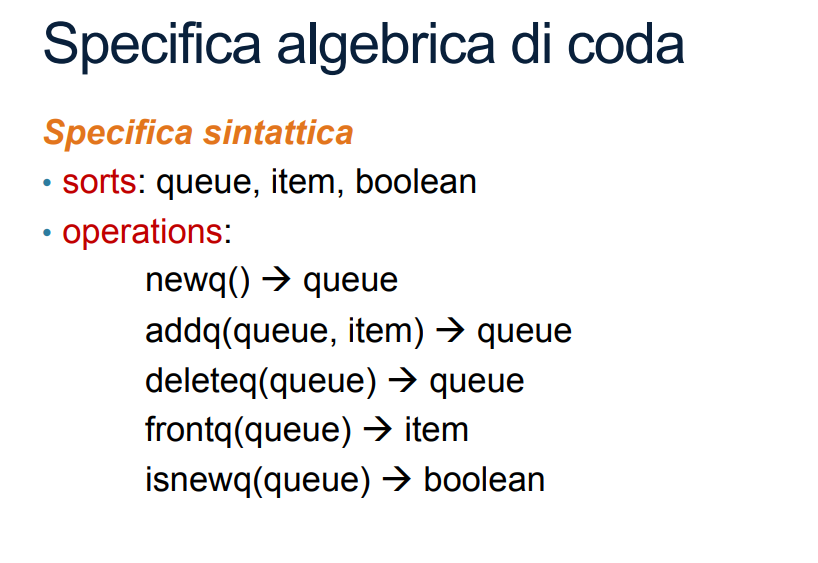 Specifica algebrica di coda
Specifica sintattica
• sorts: queue, item, boolean
• operations:
newq() → queue
addq(queue, item) → queue
deleteq(queue) → queue
frontq(queue) → item
isnewq(queue) → boolean